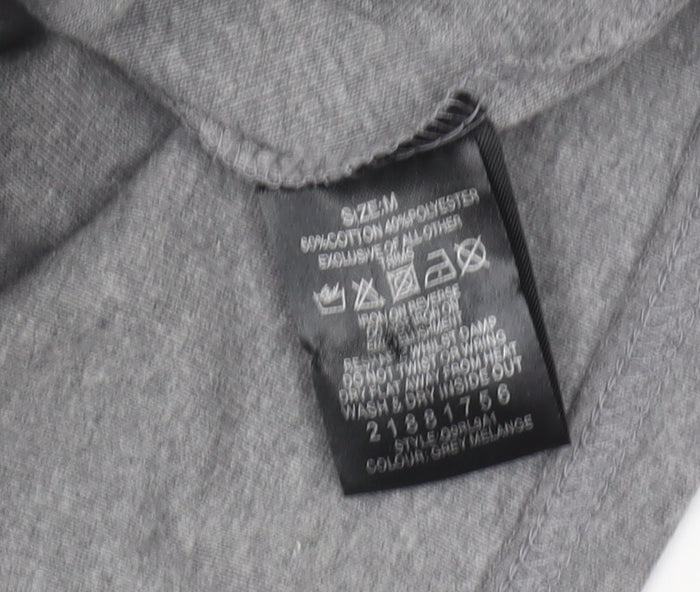 SIZE:M
60%COTTON 40%POLYESTER
EXCLUSIVE OF ALL OTHER
IRON ON REVERSE
WHILST DAMP
DO NOT TWIST OR WRING
DRY FLAT AWAY FROM HEAT
WASH & DRY INSIDE OUT
21881756
STYLE
COLOUR: GREY MELANGE